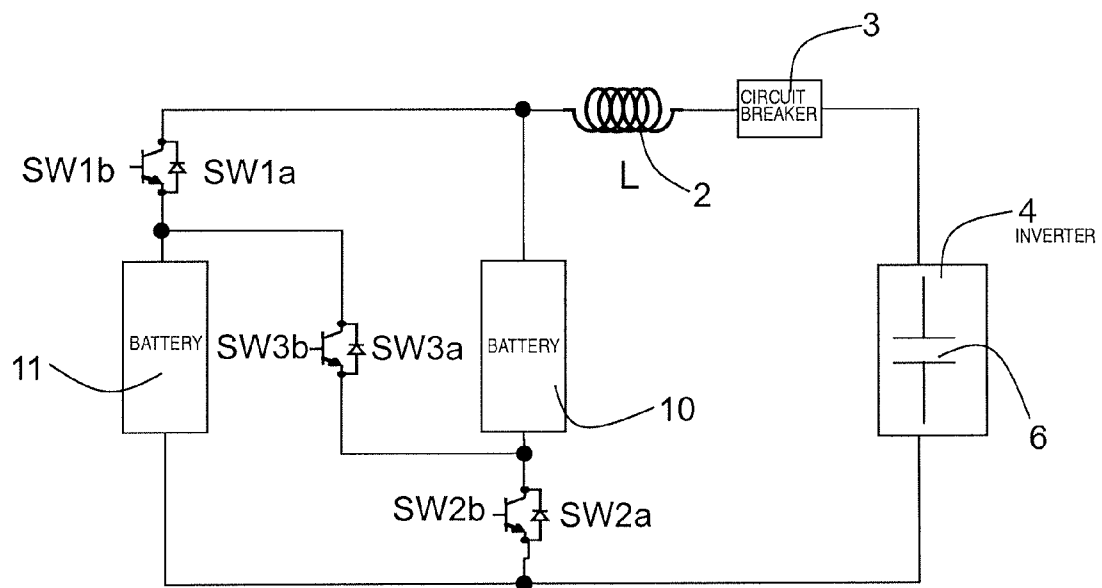 3
CIRCUIT
BREAKER
SW1b
SW1a
L
2
4
INVERTER
BATTERY
SW3b
SW3a
BATTERY
11
10
6
SW2b
SW2a